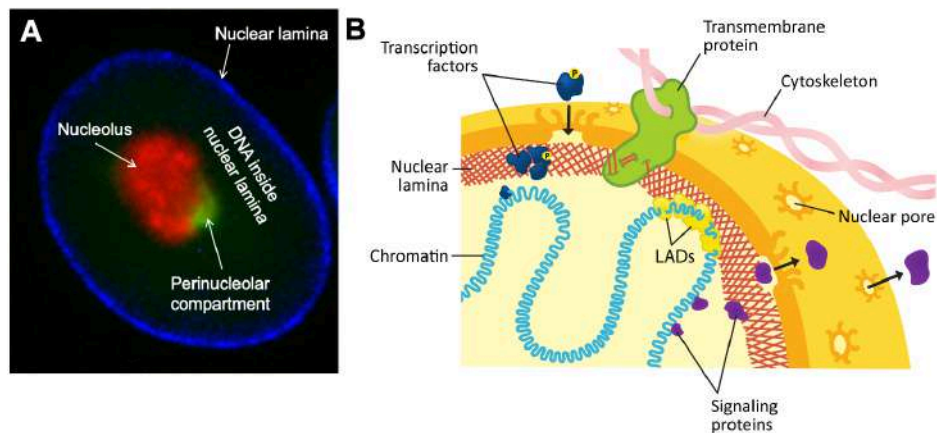 A
Nuclear lamina
Nucleolus
DNA inside
nuclear lamina
Perinucleolar
compartment
B
Transcription
factors
P
Transmembrane
protein
Cytoskeleton
P
Nuclear
lamina
Nuclear pore
Chromatin
LADs
Signaling
proteins